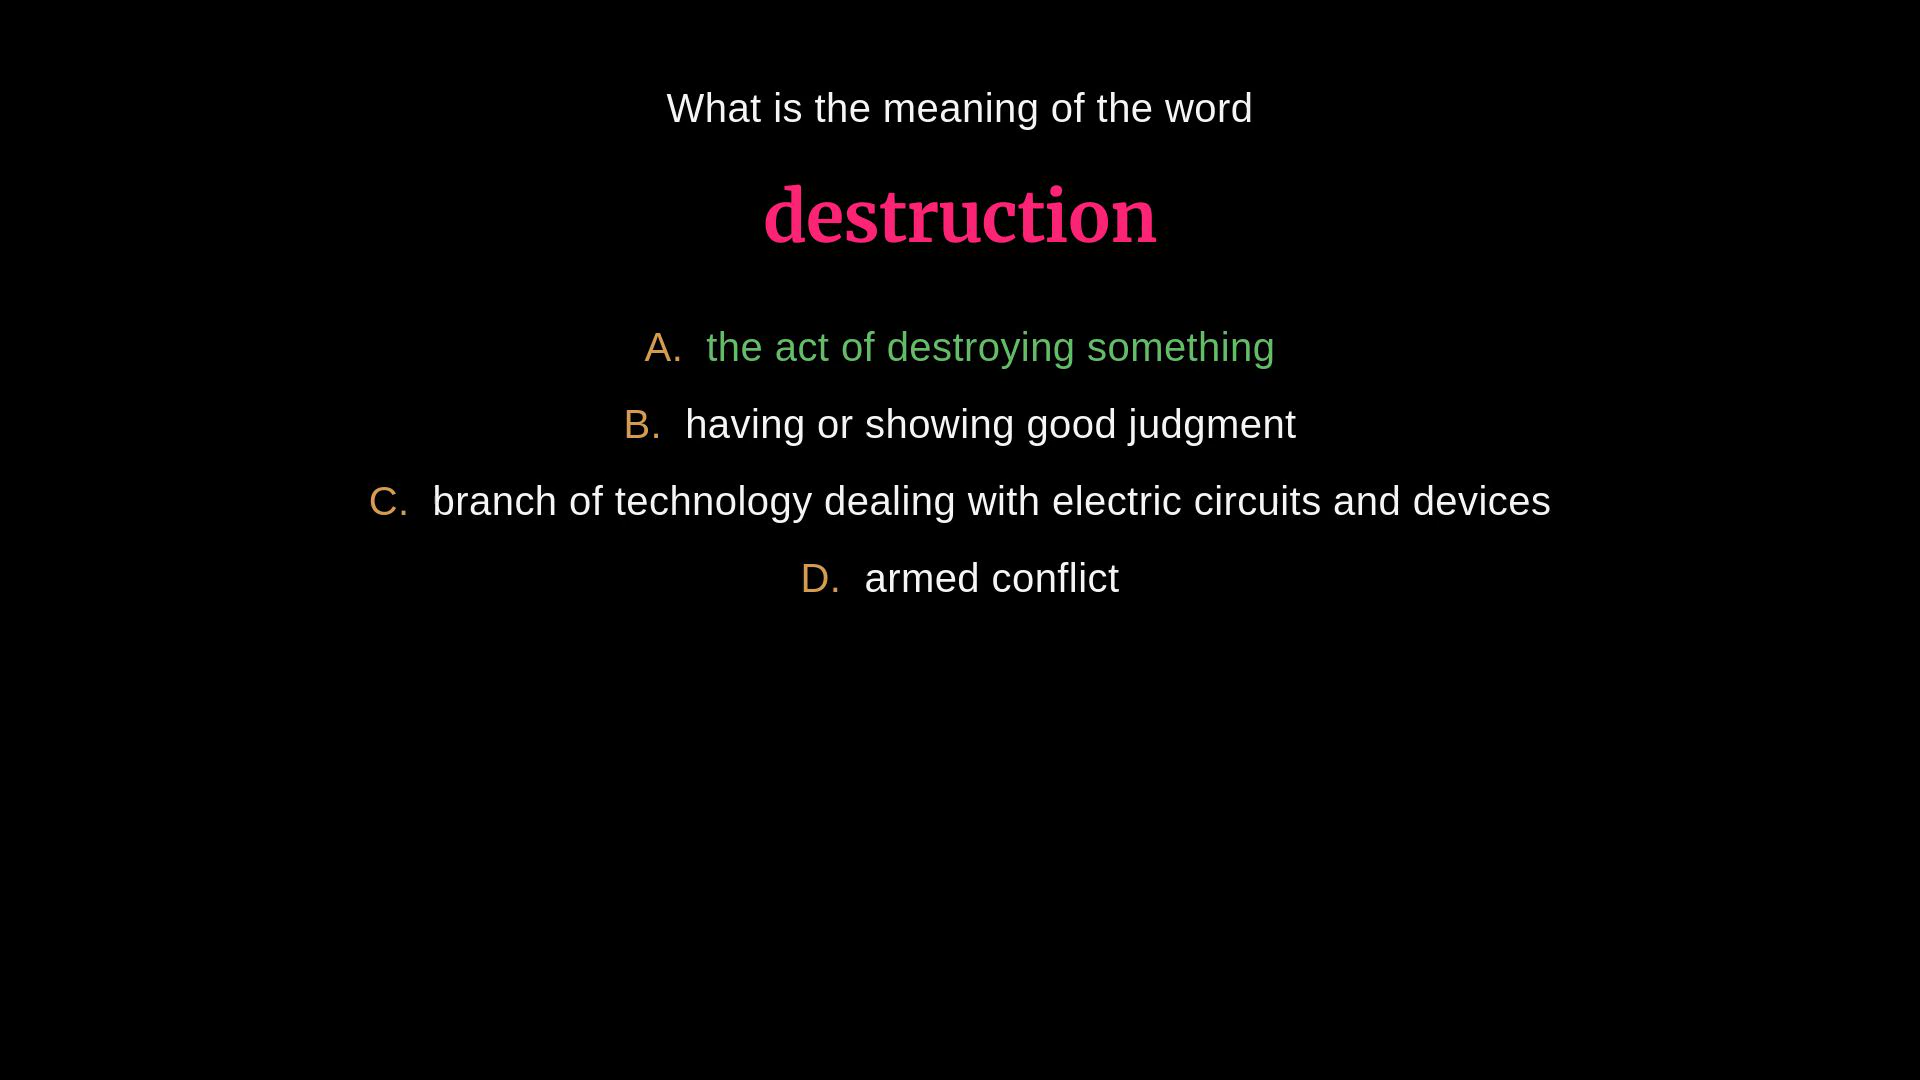 What is the meaning of the word
destruction
A. the act of destroying something
B. having or showing good judgment
C. branch of technology dealing with electric circuits and devices
D. armed conflict